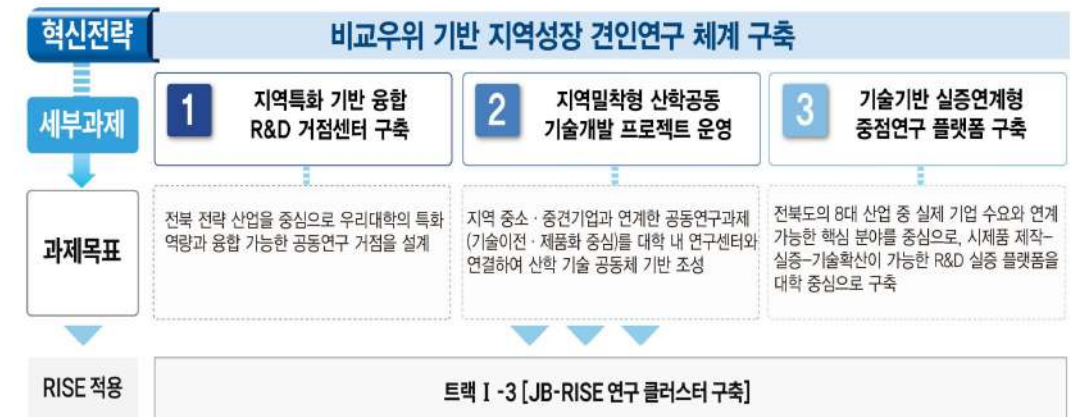 혁신전략
비교우위 기반 지역성장 견인연구 체계 구축
세부과제
1
지역특화 기반 융합
R&D 거점센터 구축
2
지역밀착형 산학공동
기술개발 프로젝트 운영
3
기술기반 실증연계형
중점연구 플랫폼 구축
과제목표
전북 전략 산업을 중심으로 우리대학의 특화
역량과 융합 가능한 공동연구 거점을 설계
지역 중소·중견기업과 연계한 공동연구과제
(기술이전·제품화 중심)를 대학 내 연구센터와
연결하여 산학 기술 공동체 기반 조성
전북도의 8대 산업 중 실제 기업 수요와 연계
가능한 핵심 분야를 중심으로, 시제품 제작-
실증-기술확산이 가능한 R&D 실증 플랫폼을
대학 중심으로 구축
RISE 적용
트랙 Ⅰ-3 [JB-RISE 연구 클러스터 구축]